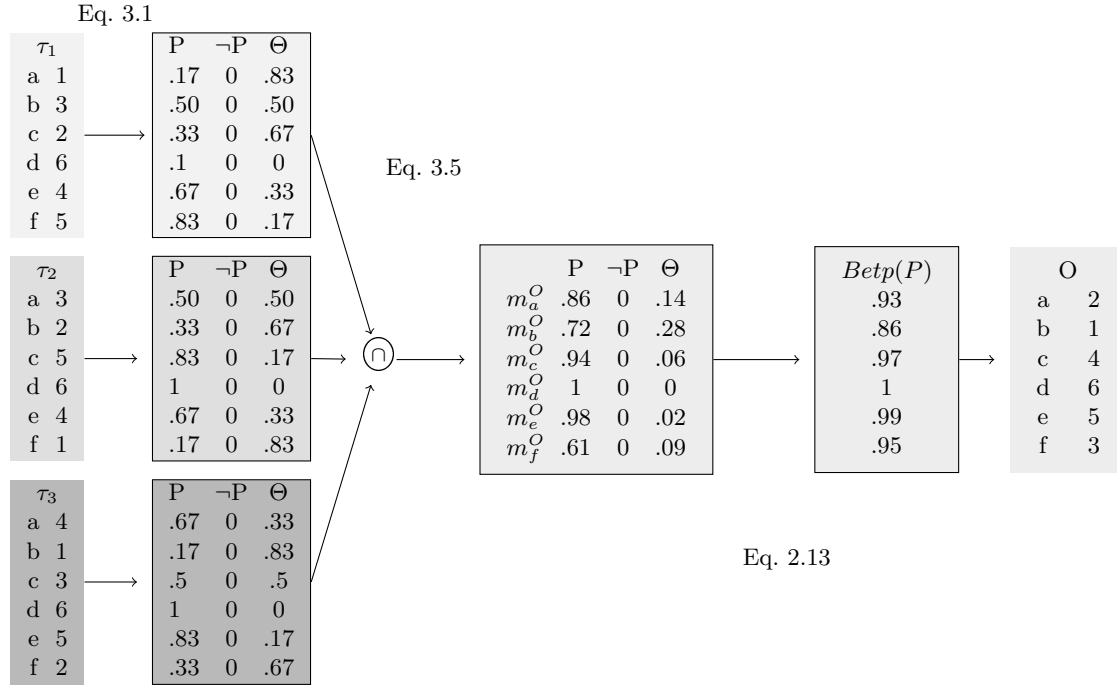 Eq. 3.1
τ₁
a 1
b 3
c 2
d 6
e 4
f 5
P ¬P Θ
.17 0 .83
.50 0 .50
.33 0 .67
.1 0 0
.67 0 .33
.83 0 .17
Eq. 3.5
τ₂
a 3
b 2
c 5
d 6
e 4
f 1
P ¬P Θ
.50 0 .50
.33 0 .67
.83 0 .17
1 0 0
.67 0 .33
.17 0 .83
τ₃
a 4
b 1
c 3
d 6
e 5
f 2
P ¬P Θ
.67 0 .33
.17 0 .83
.5 0 .5
1 0 0
.83 0 .17
.33 0 .67
∩
P ¬P Θ
m_a^O .86 0 .14
m_b^O .72 0 .28
m_c^O .94 0 .06
m_d^O 1 0 0
m_e^O .98 0 .02
m_f^O .61 0 .09
Betp(P)
.93
.86
.97
1
.99
.95
O
a 2
b 1
c 4
d 6
e 5
f 3
Eq. 2.13